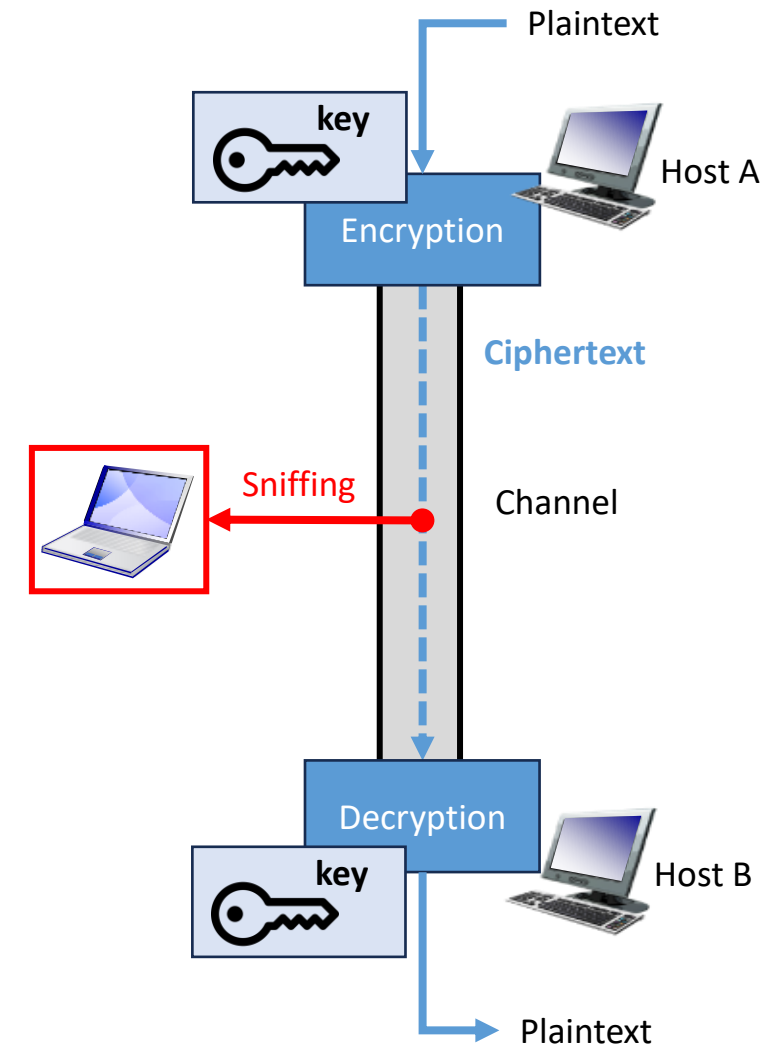 Plaintext
key
Host A
Encryption
Ciphertext
Sniffing
Channel
Decryption
key
Host B
Plaintext